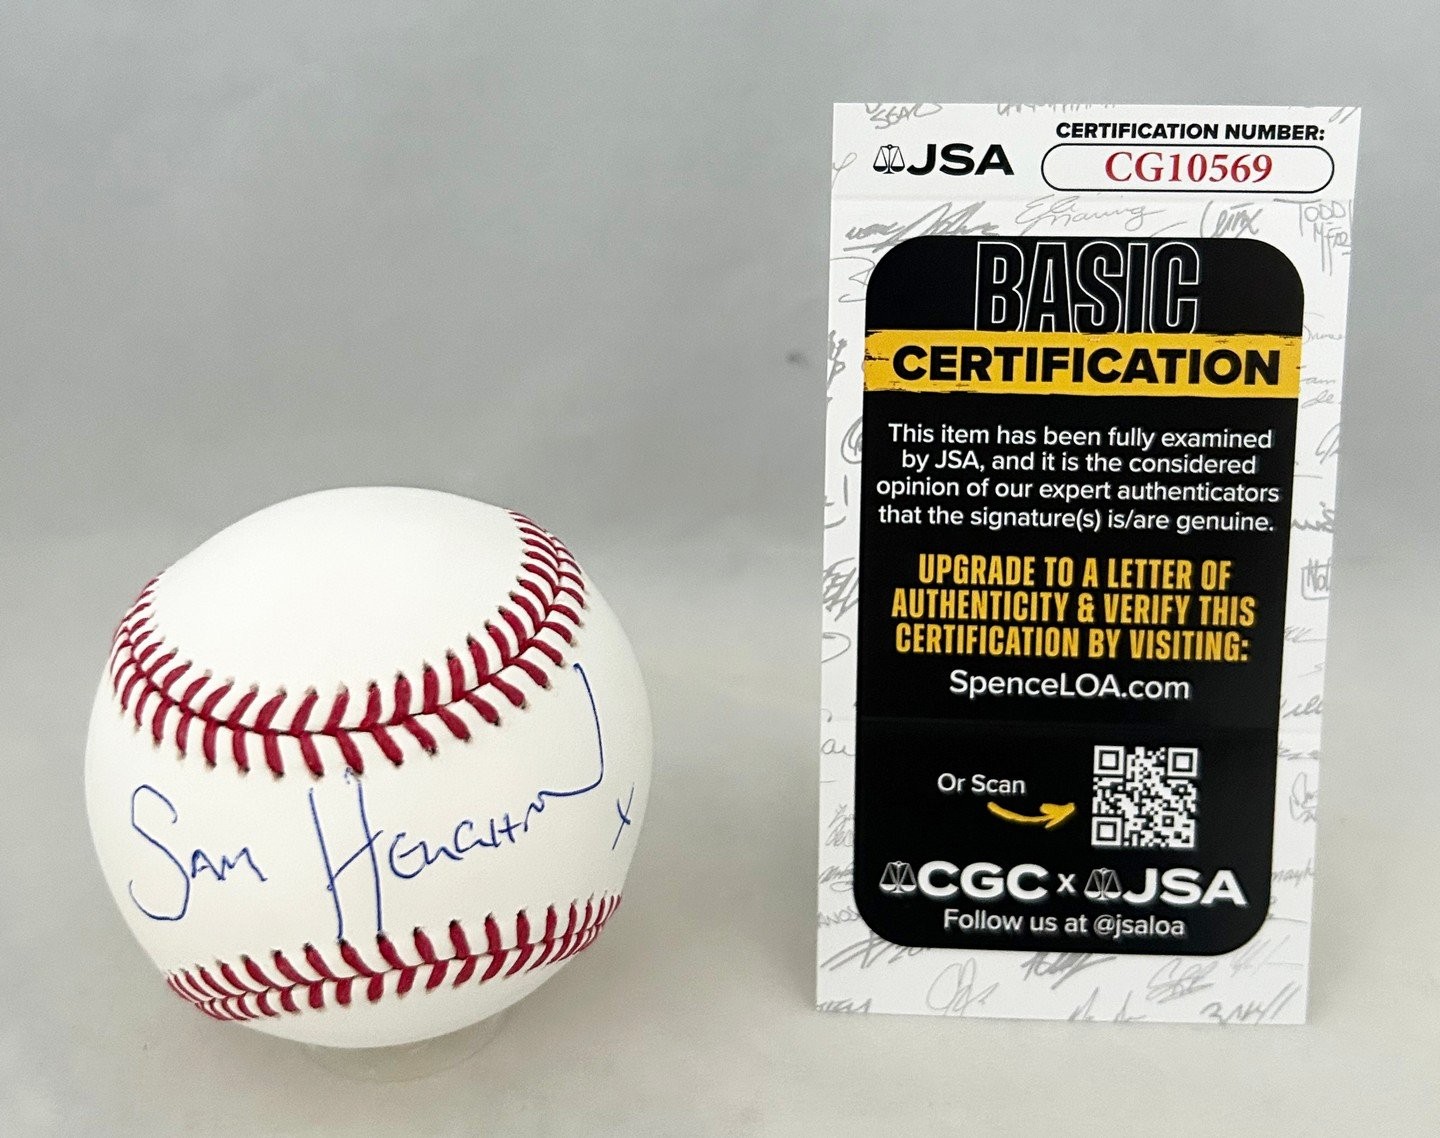 SAM HEUGHAN x
JSA
CERTIFICATION NUMBER:
CG10569
BASIC
CERTIFICATION
This item has been fully examined
by JSA, and it is the considered
opinion of our expert authenticators
that the signature(s) is/are genuine.
UPGRADE TO A LETTER OF
AUTHENTICITY & VERIFY THIS
CERTIFICATION BY VISITING:
SpenceLOA.com
Or Scan
CGC x JSA
Follow us at @jsaloa